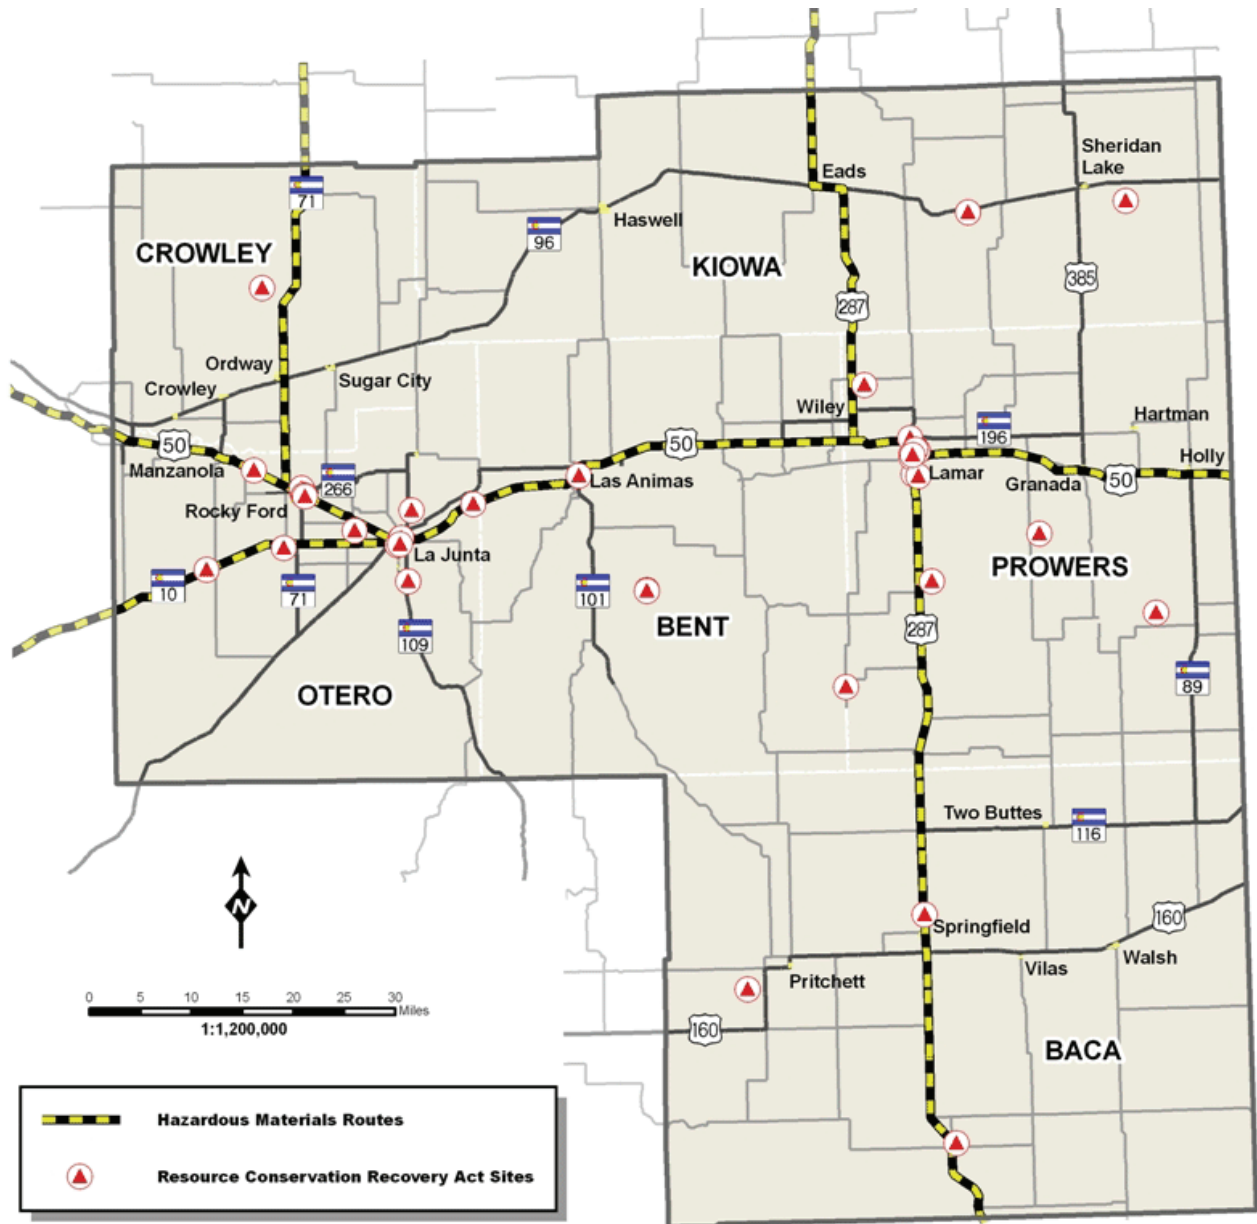 Sheridan
Lake
Eads
71
Haswell
96
CROWLEY
KIOWA
385
287
Ordway
Sugar City
Crowley
Wiley
Hartman
50
50
196
Manzanola
Lamar
Holly
266
Las Animas
Granada
50
Rocky Ford
La Junta
PROWERS
10
71
101
BENT
287
109
89
OTERO
Two Buttes
116
N
160
Springfield
Walsh
Vilas
Pritchett
0 5 10 15 20 25 30
Miles
1:1,200,000
160
BACA
Hazardous Materials Routes
Resource Conservation Recovery Act Sites